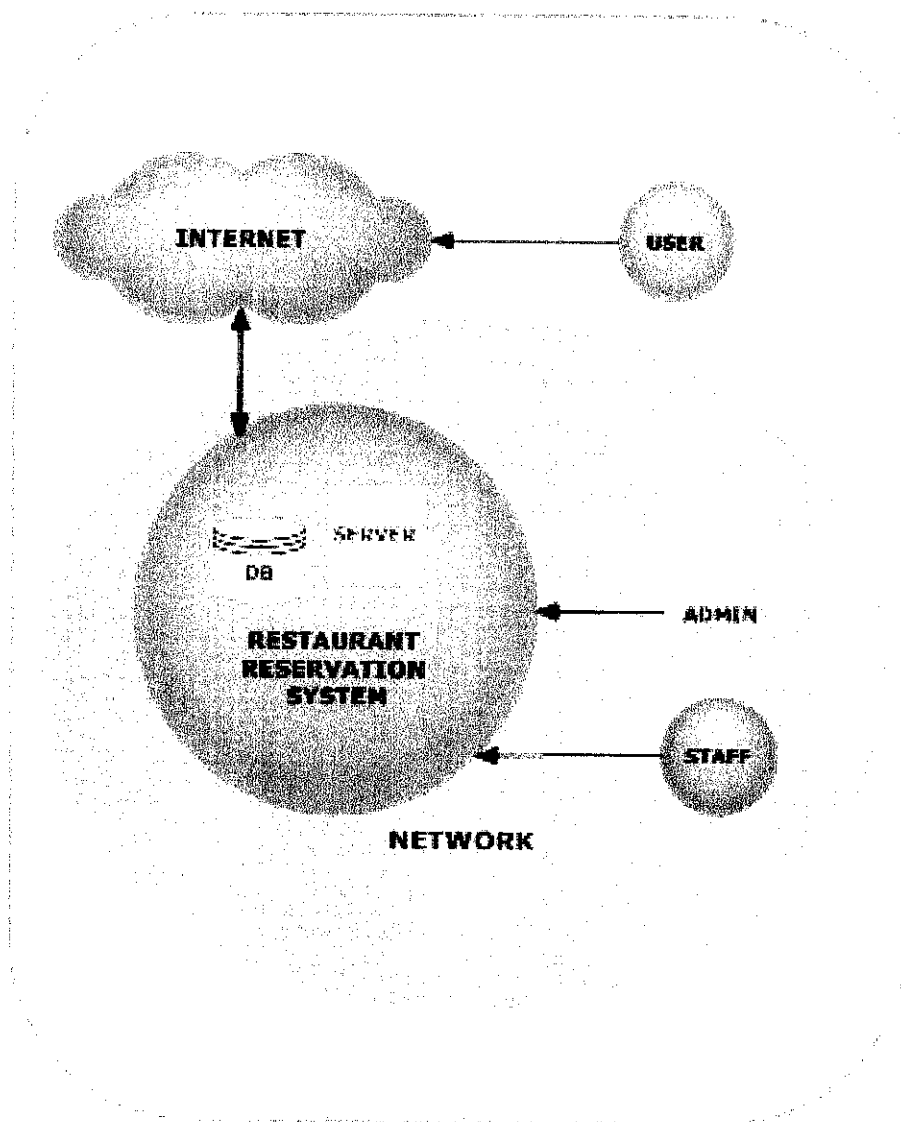 INTERNET
USER
SERVER
DB
RESTAURANT
RESERVATION
SYSTEM
ADMIN
STAFF
NETWORK